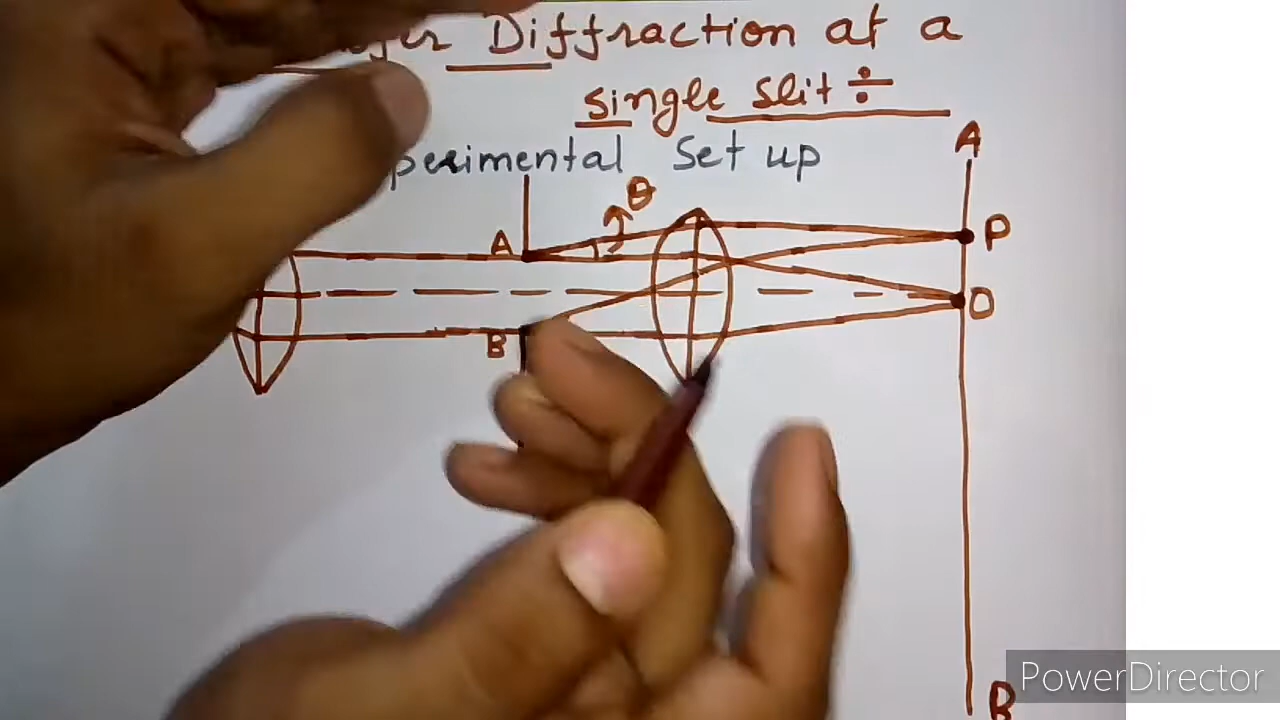 Diffraction at a
single slit ÷
Set up
A
θ
A
P
O
B
B
PowerDirector